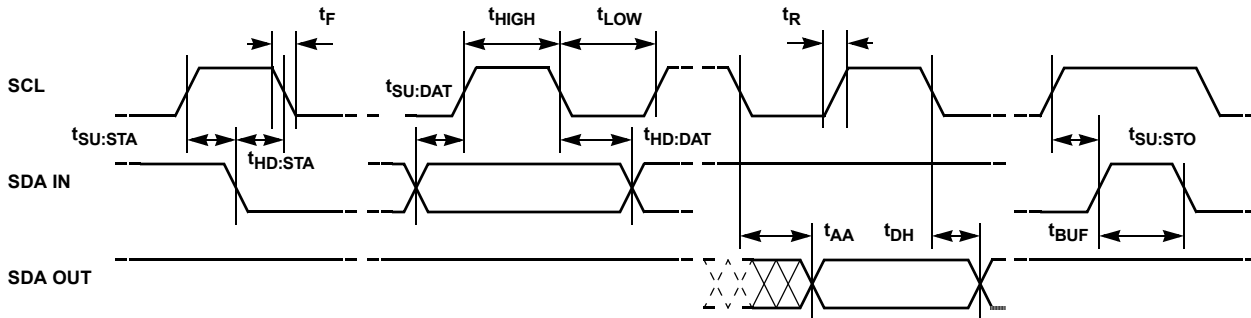 tF
tHIGH
tLOW
tR
SCL
tSU:DAT
tSU:STA
tHD:STA
tHD:DAT
tSU:STO
SDA IN
tAA
tDH
tBUF
SDA OUT